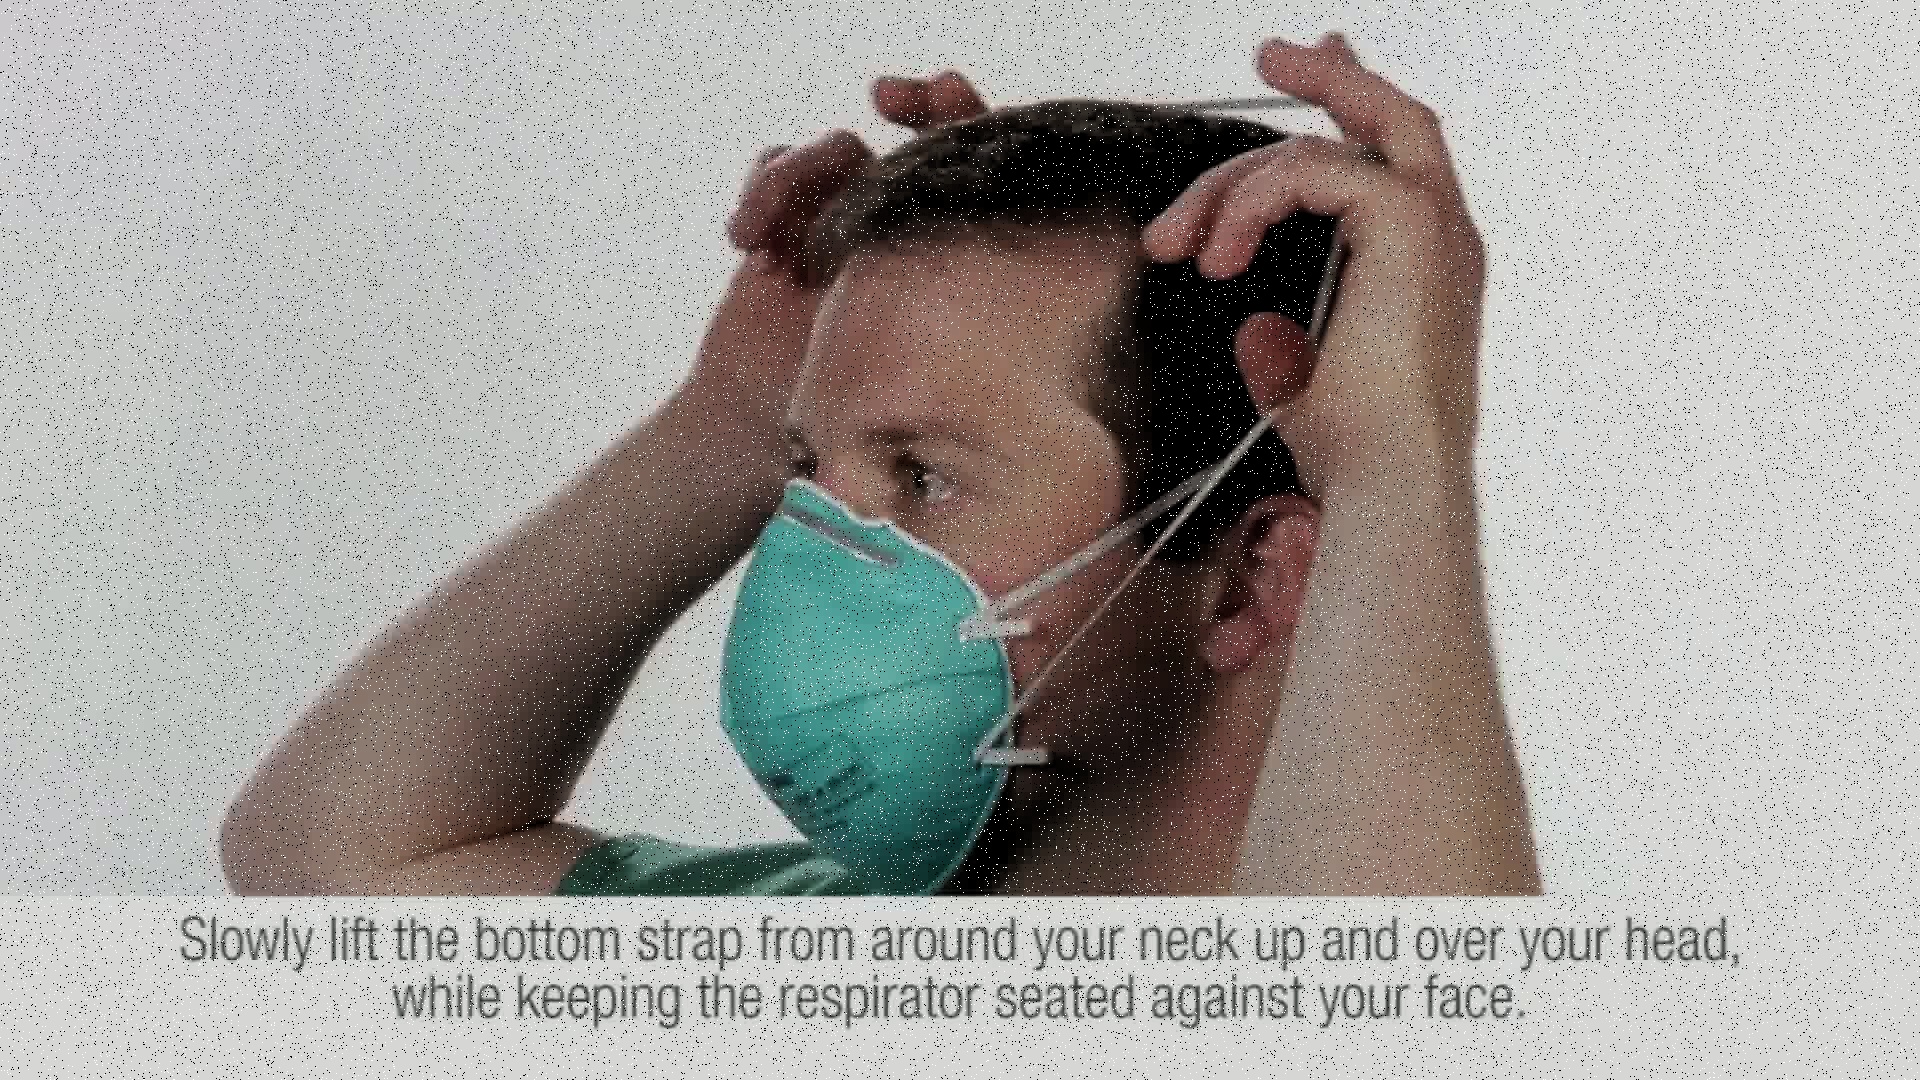 Slowly lift the bottom strap from around your neck up and over your head,
while keeping the respirator seated against your face.